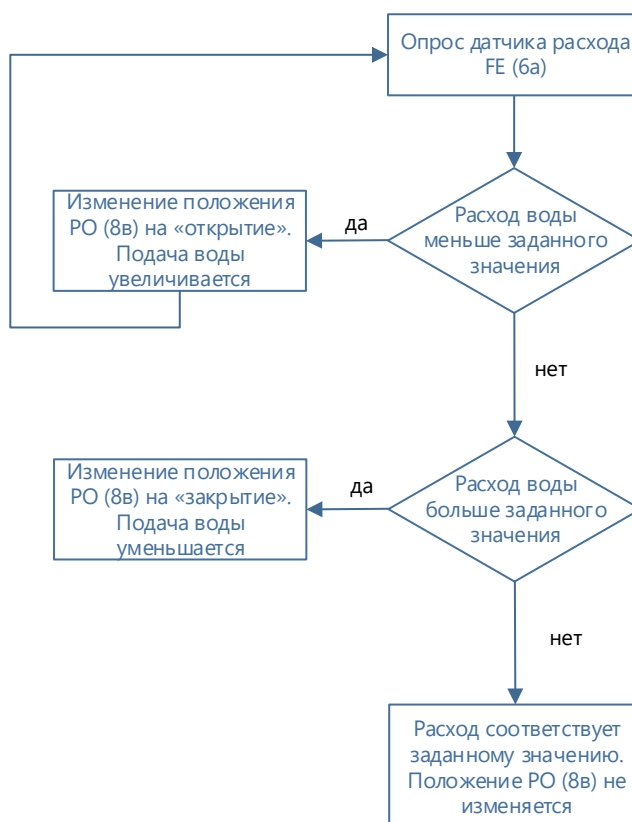 Опрос датчика расхода
FE (6а)
Расход воды
меньше заданного
значения
да
Изменение положения
РО (8в) на «открытие».
Подача воды
увеличивается
нет
Расход воды
больше заданного
значения
да
Изменение положения
РО (8в) на «закрытие».
Подача воды
уменьшается
нет
Расход соответствует
заданному значению.
Положение РО (8в) не
изменяется